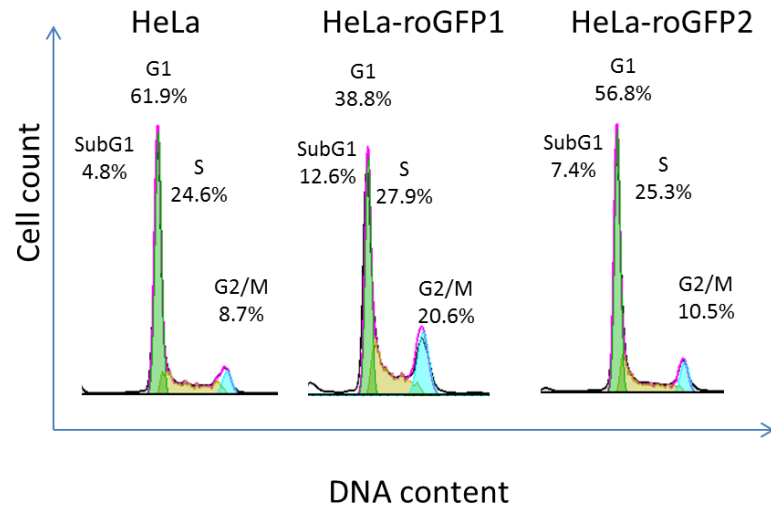 HeLa
HeLa-roGFP1
HeLa-roGFP2
G1
61.9%
SubG1
4.8%
S
24.6%
G2/M
8.7%
G1
38.8%
SubG1
12.6%
S
27.9%
G2/M
20.6%
G1
56.8%
SubG1
7.4%
S
25.3%
G2/M
10.5%
Cell count
DNA content